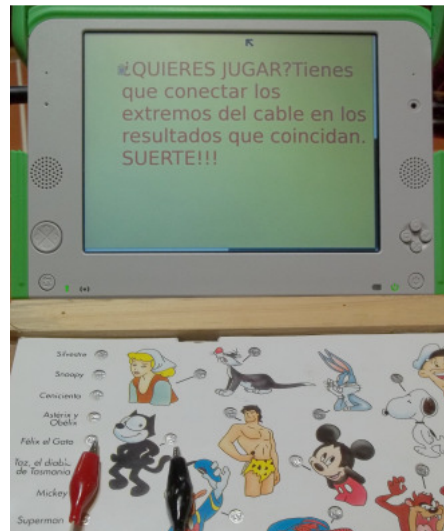 ¿QUIERES JUGAR?Tienes
que conectar los
extremos del cable en los
resultados que coincidan.
SUERTE!!!
Silvestre
Snoopy
Cenicienta
Astérix y
Obélix
Félix el Gato
Taz, el diablo
de Tasmania
Mickey
Superman